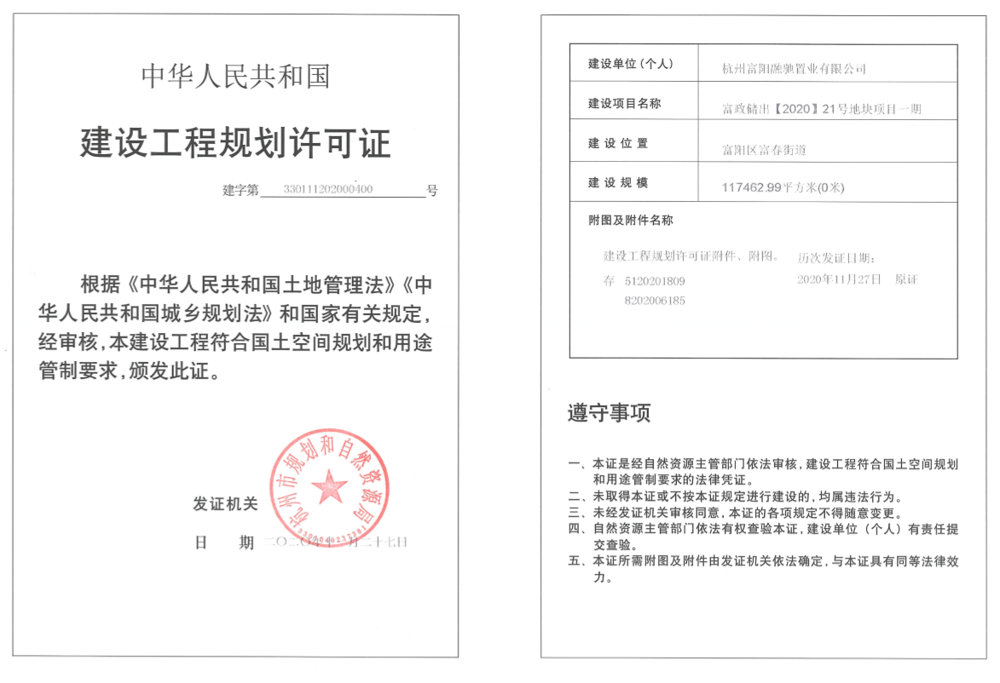 中华人民共和国
建设工程规划许可证
建字第 330111202000400 号
根据《中华人民共和国土地管理法》《中
华人民共和国城乡规划法》和国家有关规定，
经审核，本建设工程符合国土空间规划和用途
管制要求，颁发此证。
杭州市规划和自然资源局
发证机关
日 期 二〇二〇年十一月二十七日
建设单位（个人） 杭州富阳融驰置业有限公司
建设项目名称 富政储出【2020】21号地块项目一期
建设位置 富阳区富春街道
建设规模 117462.99平方米(0米)
附图及附件名称
建设工程规划许可证附件、附图。 历次发证日期：
存 5120201809 2020年11月27日 原证
8202006185
遵守事项
一、本证是经自然资源主管部门依法审核，建设工程符合国土空间规划
和用途管制要求的法律凭证。
二、未取得本证或不按本证规定进行建设的，均属违法行为。
三、未经发证机关审核同意，本证的各项规定不得随意变更。
四、自然资源主管部门依法有权查验本证，建设单位（个人）有责任提
交查验。
五、本证所需附图及附件由发证机关依法确定，与本证具有同等法律效
力。